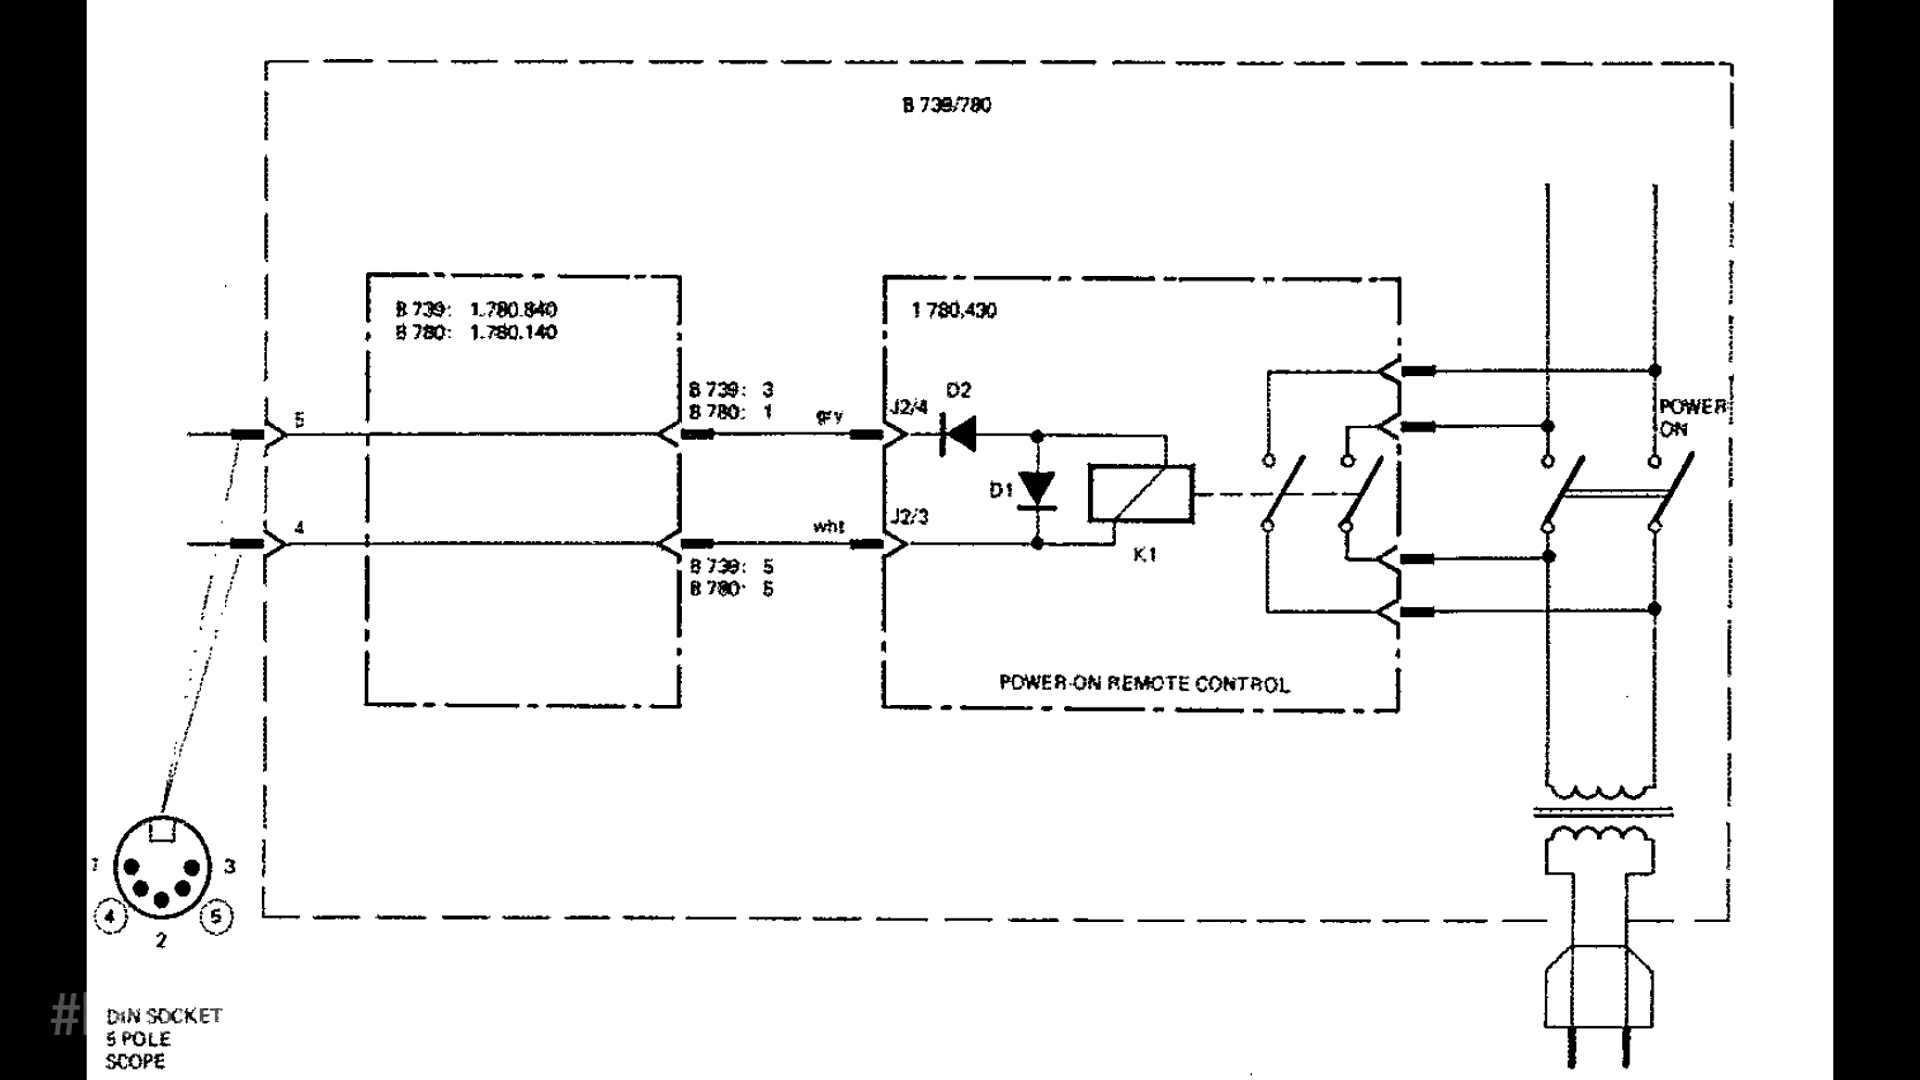 B 739/780
B 739: 1.780.840
B 780: 1.780.140
1 780.430
B 739: 3
B 780: 1
gry
J2/4
D2
5
POWER
ON
D1
4
wht
J2/3
K1
B 739: 5
B 780: 5
POWER-ON REMOTE CONTROL
3
4
5
2
DIN SOCKET
5 POLE
SCOPE